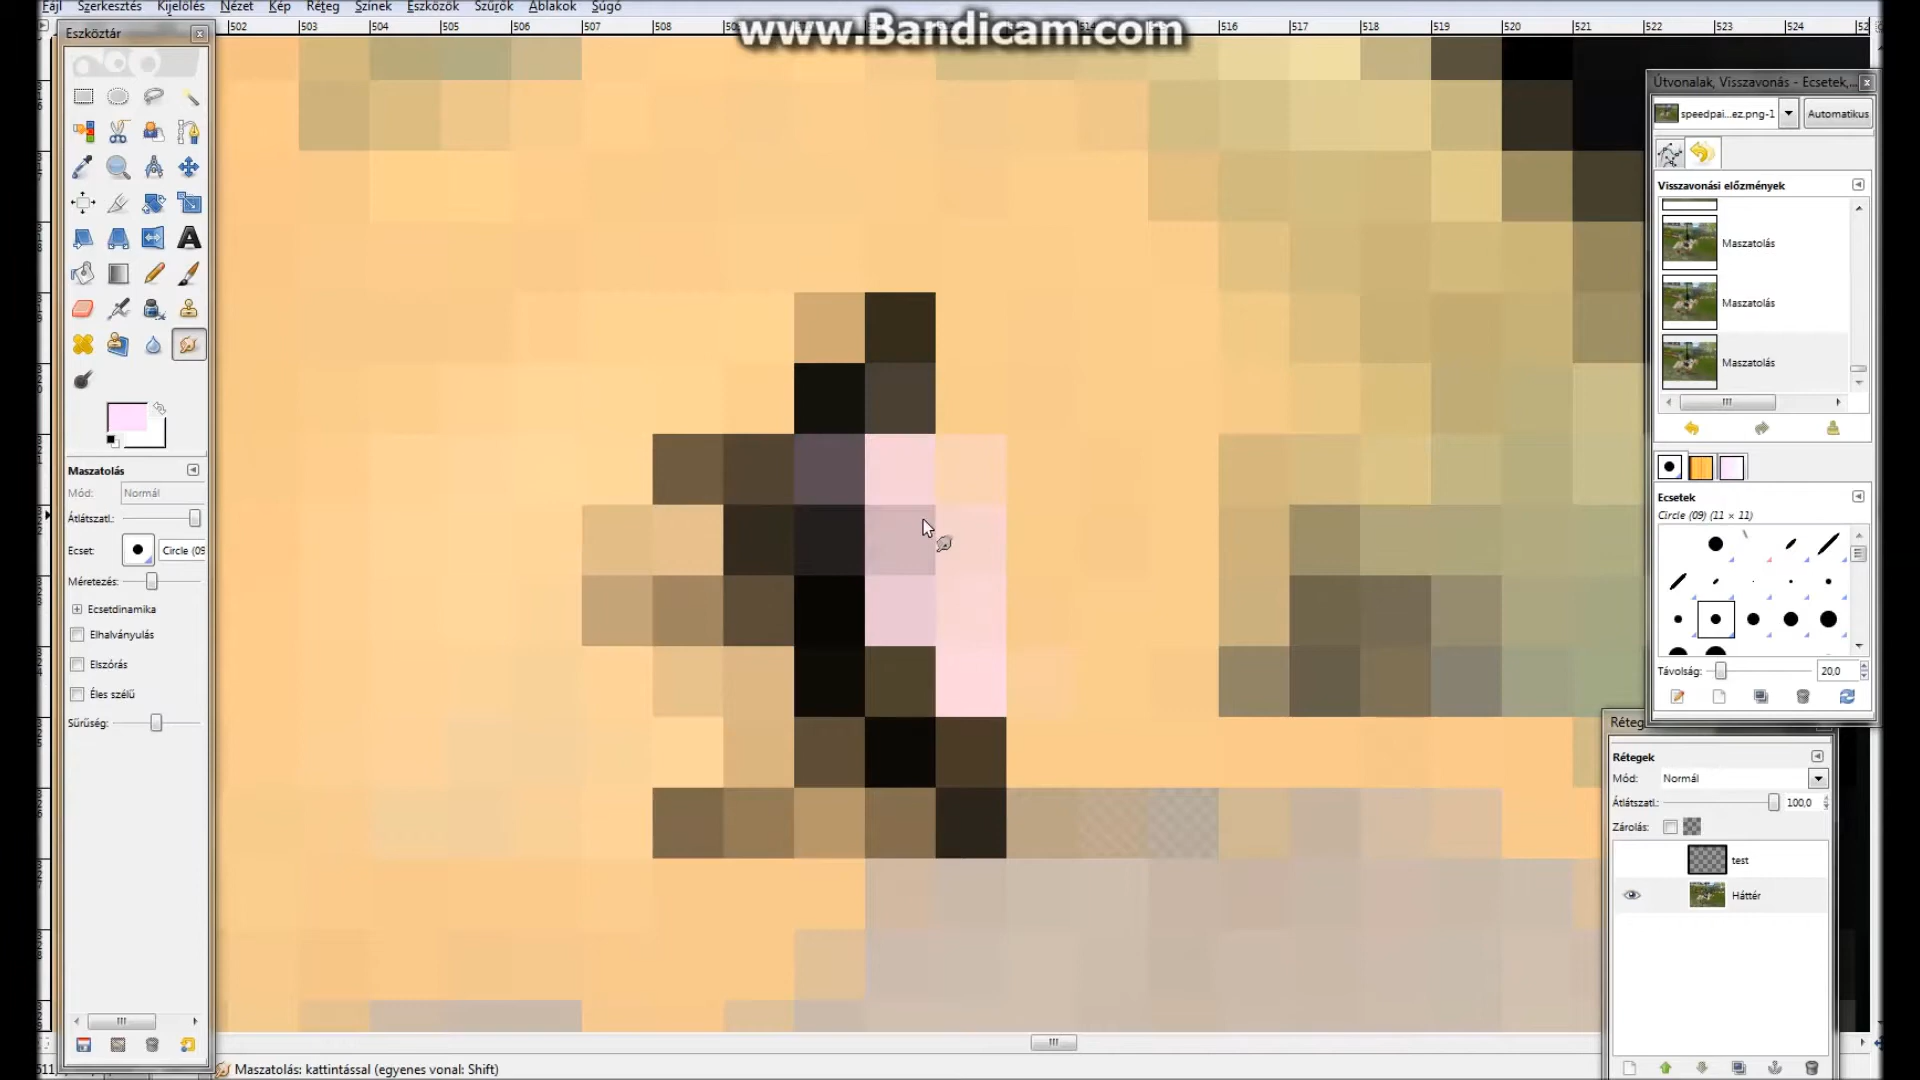 Fájl Szerkesztés Kijelölés Nézet Kép Réteg Színek Eszközök Szűrők Ablakok Súgó
www.Bandicam.com
Eszköztár
502 503 504 505 506 507 508 514 516 517 518 519 520 521 522 523 524
Útvonalak, Visszavonás - Ecsetek,...
speedpai...ez.png-1 Automatikus
Visszavonási előzmények
Maszatolás
Maszatolás
Maszatolás
Maszatolás
Mód: Normál
Átlátszatl.:
Ecset: Circle (09
Méretezés:
Ecsetdinamika
Elhalványulás
Elszórás
Éles szélű
Sűrűség:
Ecsetek
Circle (09) (11 × 11)
Távolság: 20,0
Réteg
Rétegek
Mód: Normál
Átlátszatl.: 100,0
Zárolás:
test
Háttér
Maszatolás: kattintással (egyenes vonal: Shift)